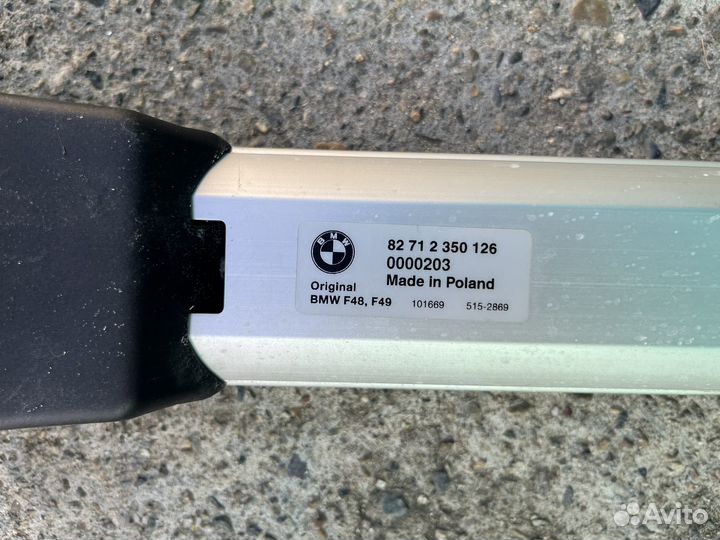 BMW
82 71 2 350 126
0000203
Made in Poland
Original
BMW F48, F49 101669 515-2869
Avito